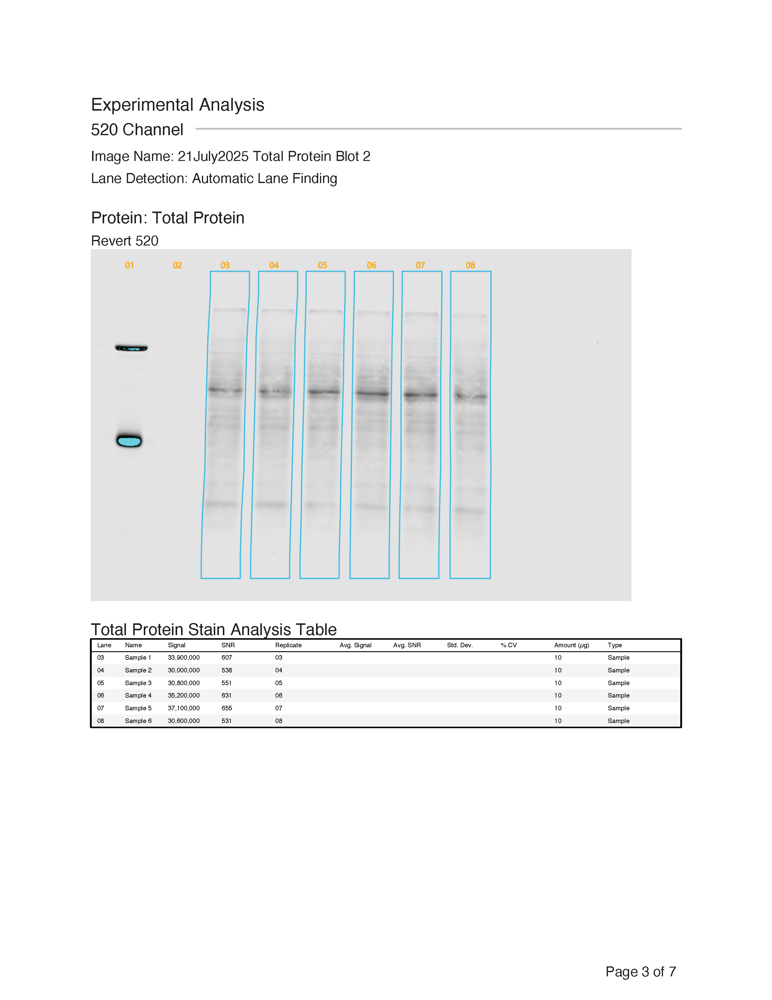 Experimental Analysis
520 Channel
Image Name: 21July2025 Total Protein Blot 2
Lane Detection: Automatic Lane Finding
Protein: Total Protein
Revert 520
01 02 03 04 05 06 07 08
Total Protein Stain Analysis Table
Lane Name Signal SNR Replicate Avg. Signal Avg. SNR Std. Dev. % CV Amount (µg) Type
03 Sample 1 33,900,000 607 03 10 Sample
04 Sample 2 30,000,000 538 04 10 Sample
05 Sample 3 30,800,000 551 05 10 Sample
06 Sample 4 35,200,000 631 06 10 Sample
07 Sample 5 37,100,000 655 07 10 Sample
08 Sample 6 30,600,000 531 08 10 Sample
Page 3 of 7